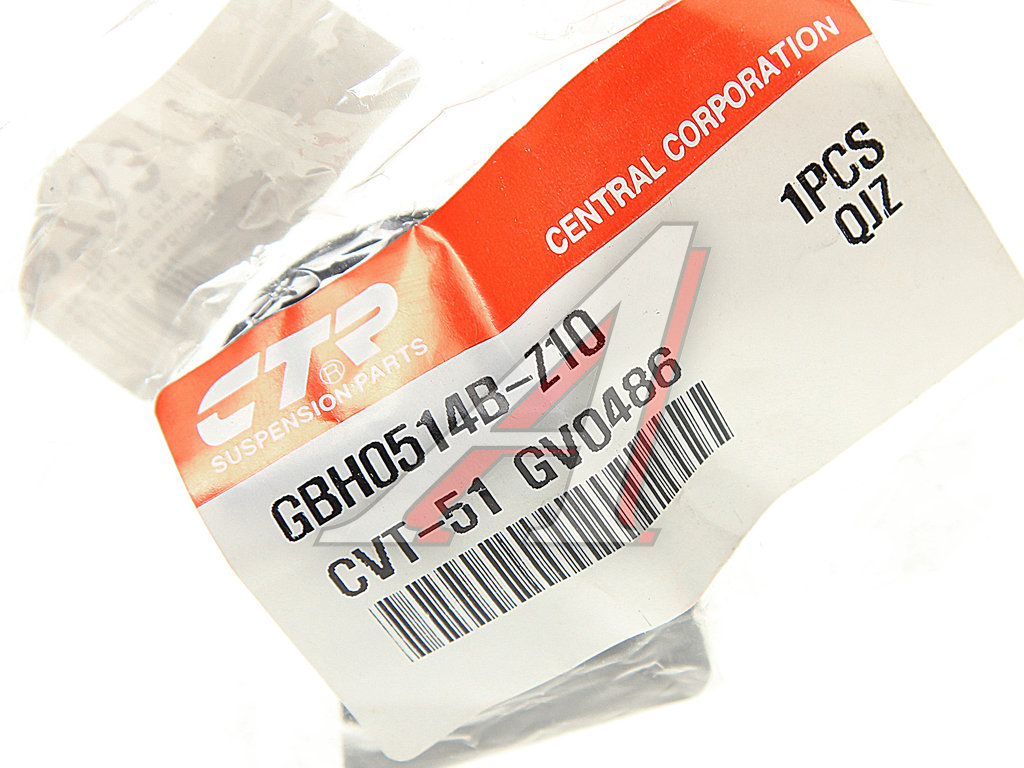 CENTRAL CORPORATION
1PCS
QJZ
CTR
®
SUSPENSION PARTS
GBH0514B-Z10
CVT-51 GV0486